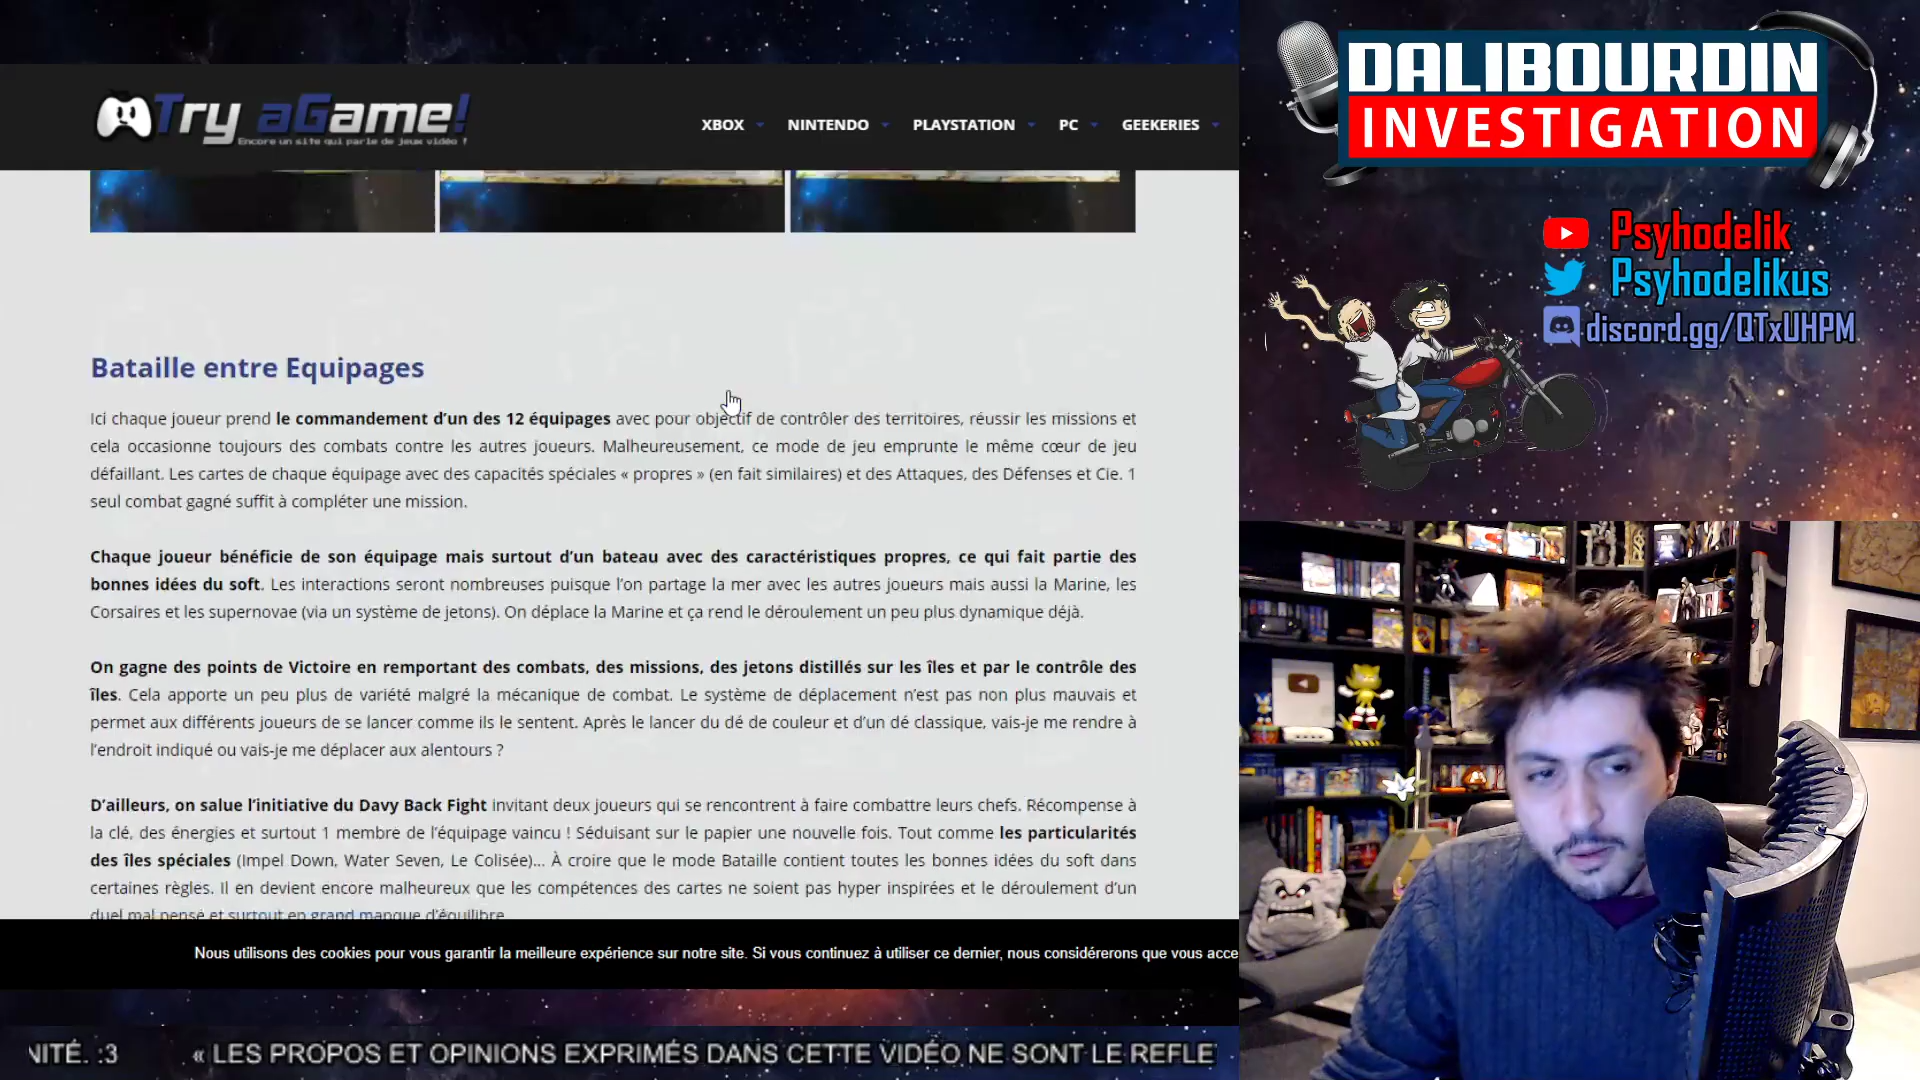 Try aGame!
Encore un site qui parle de jeux vidéo !
XBOX NINTENDO PLAYSTATION PC GEEKERIES
Bataille entre Equipages
Ici chaque joueur prend le commandement d’un des 12 équipages avec pour objectif de contrôler des territoires, réussir les missions et
cela occasionne toujours des combats contre les autres joueurs. Malheureusement, ce mode de jeu emprunte le même cœur de jeu
défaillant. Les cartes de chaque équipage avec des capacités spéciales « propres » (en fait similaires) et des Attaques, des Défenses et Cie. 1
seul combat gagné suffit à compléter une mission.
Chaque joueur bénéficie de son équipage mais surtout d’un bateau avec des caractéristiques propres, ce qui fait partie des
bonnes idées du soft. Les interactions seront nombreuses puisque l’on partage la mer avec les autres joueurs mais aussi la Marine, les
Corsaires et les supernovae (via un système de jetons). On déplace la Marine et ça rend le déroulement un peu plus dynamique déjà.
On gagne des points de Victoire en remportant des combats, des missions, des jetons distillés sur les îles et par le contrôle des
îles. Cela apporte un peu plus de variété malgré la mécanique de combat. Le système de déplacement n’est pas non plus mauvais et
permet aux différents joueurs de se lancer comme ils le sentent. Après le lancer du dé de couleur et d’un dé classique, vais-je me rendre à
l’endroit indiqué ou vais-je me déplacer aux alentours ?
D’ailleurs, on salue l’initiative du Davy Back Fight invitant deux joueurs qui se rencontrent à faire combattre leurs chefs. Récompense à
la clé, des énergies et surtout 1 membre de l’équipage vaincu ! Séduisant sur le papier une nouvelle fois. Tout comme les particularités
des îles spéciales (Impel Down, Water Seven, Le Colisée)… À croire que le mode Bataille contient toutes les bonnes idées du soft dans
certaines règles. Il en devient encore malheureux que les compétences des cartes ne soient pas hyper inspirées et le déroulement d’un
duel mal pensé et surtout en grand manque d’équilibre.
Nous utilisons des cookies pour vous garantir la meilleure expérience sur notre site. Si vous continuez à utiliser ce dernier, nous considérerons que vous acce
NITÉ. :3 « LES PROPOS ET OPINIONS EXPRIMÉS DANS CETTE VIDÉO NE SONT LE REFLE
DALIBOURDIN
INVESTIGATION
Psyhodelik
Psyhodelikus
discord.gg/QTxUHPM